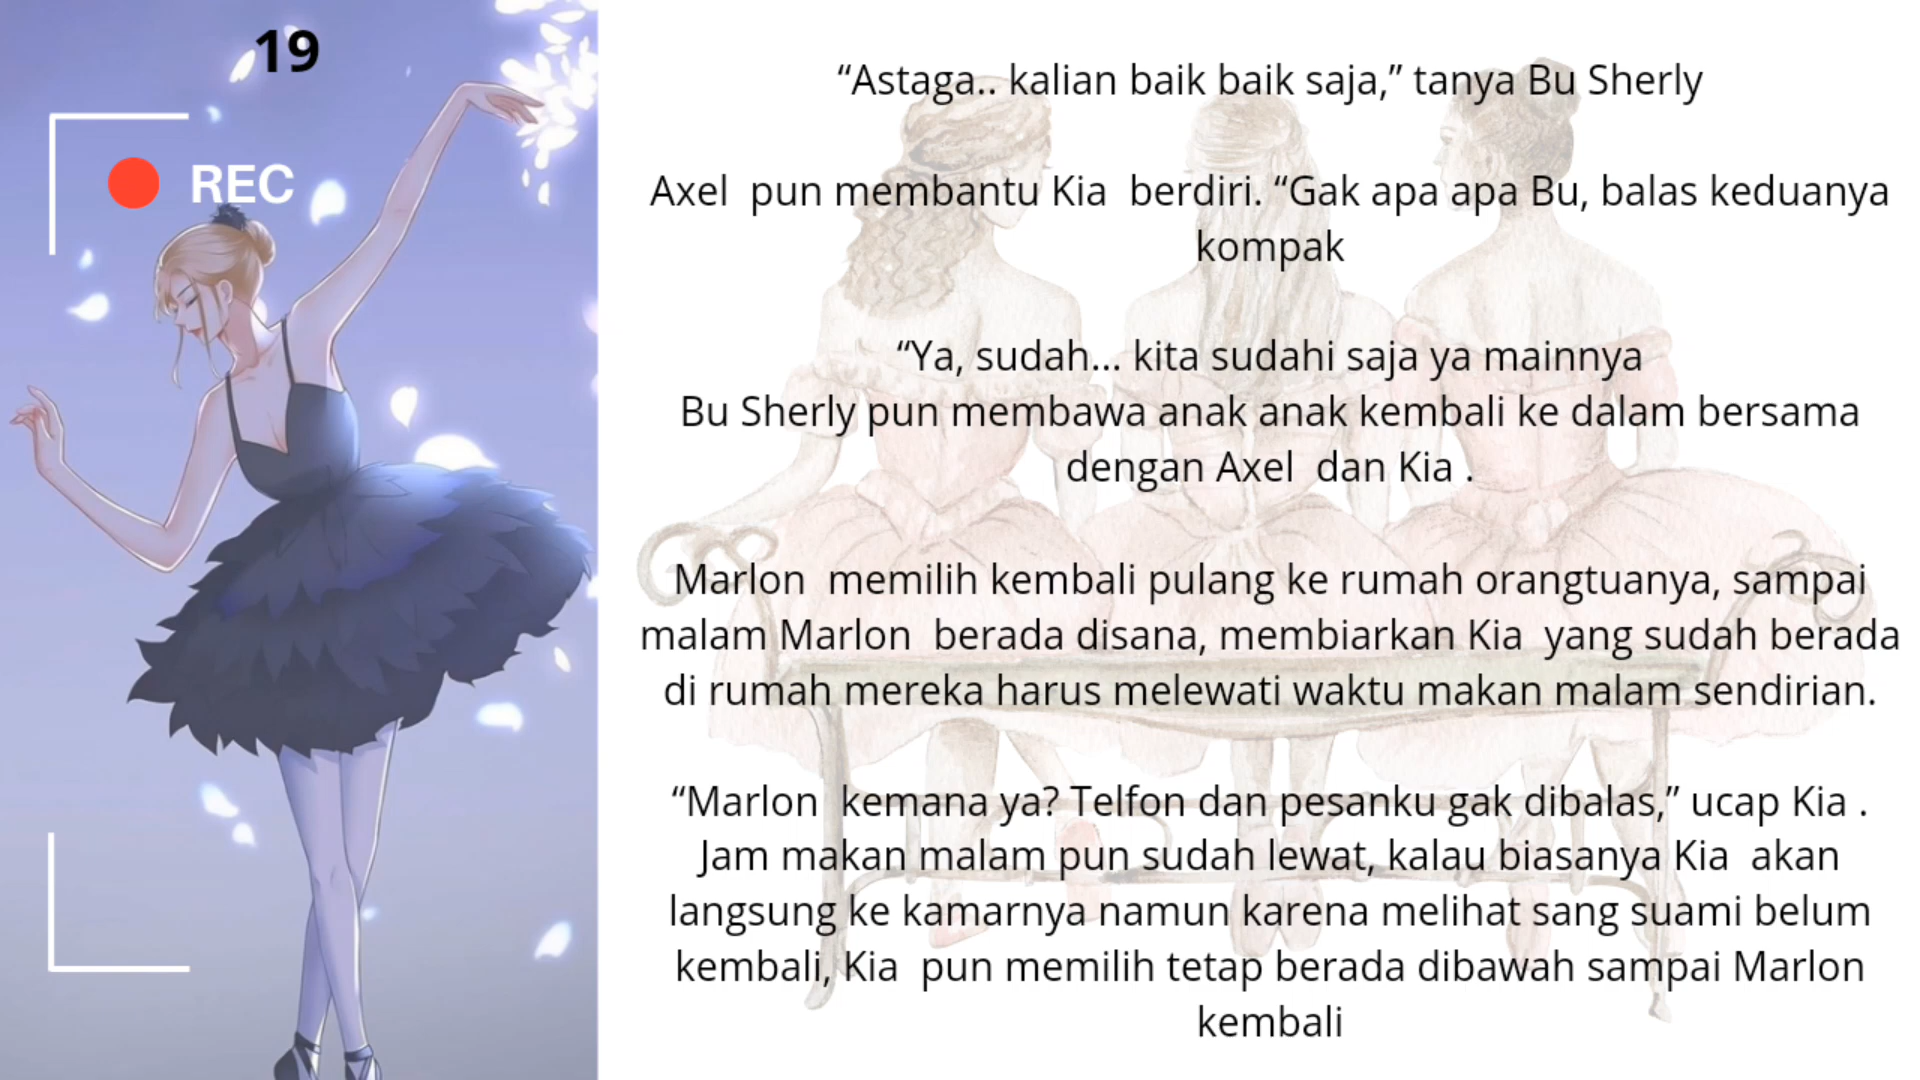 19
REC
“Astaga.. kalian baik baik saja,” tanya Bu Sherly
Axel pun membantu Kia berdiri. “Gak apa apa Bu, balas keduanya
kompak
“Ya, sudah... kita sudahi saja ya mainnya
Bu Sherly pun membawa anak anak kembali ke dalam bersama
dengan Axel dan Kia .
Marlon memilih kembali pulang ke rumah orangtuanya, sampai
malam Marlon berada disana, membiarkan Kia yang sudah berada
di rumah mereka harus melewati waktu makan malam sendirian.
“Marlon kemana ya? Telfon dan pesanku gak dibalas,” ucap Kia .
Jam makan malam pun sudah lewat, kalau biasanya Kia akan
langsung ke kamarnya namun karena melihat sang suami belum
kembali, Kia pun memilih tetap berada dibawah sampai Marlon
kembali